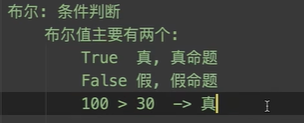 布尔: 条件判断
布尔值主要有两个:
True 真, 真命题
False 假, 假命题
100 > 30 -> 真